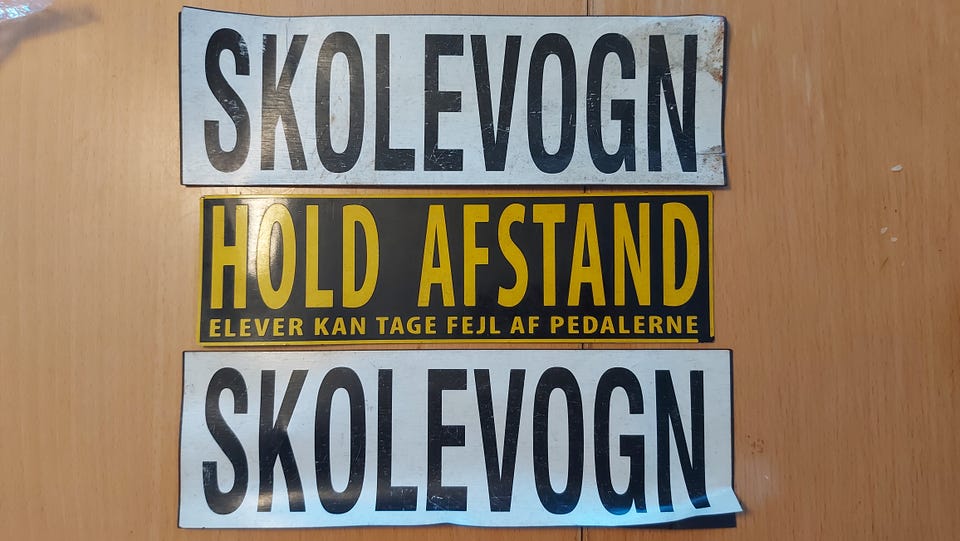 SKOLEVOGN
HOLD AFSTAND
ELEVER KAN TAGE FEJL AF PEDALERNE
SKOLEVOGN